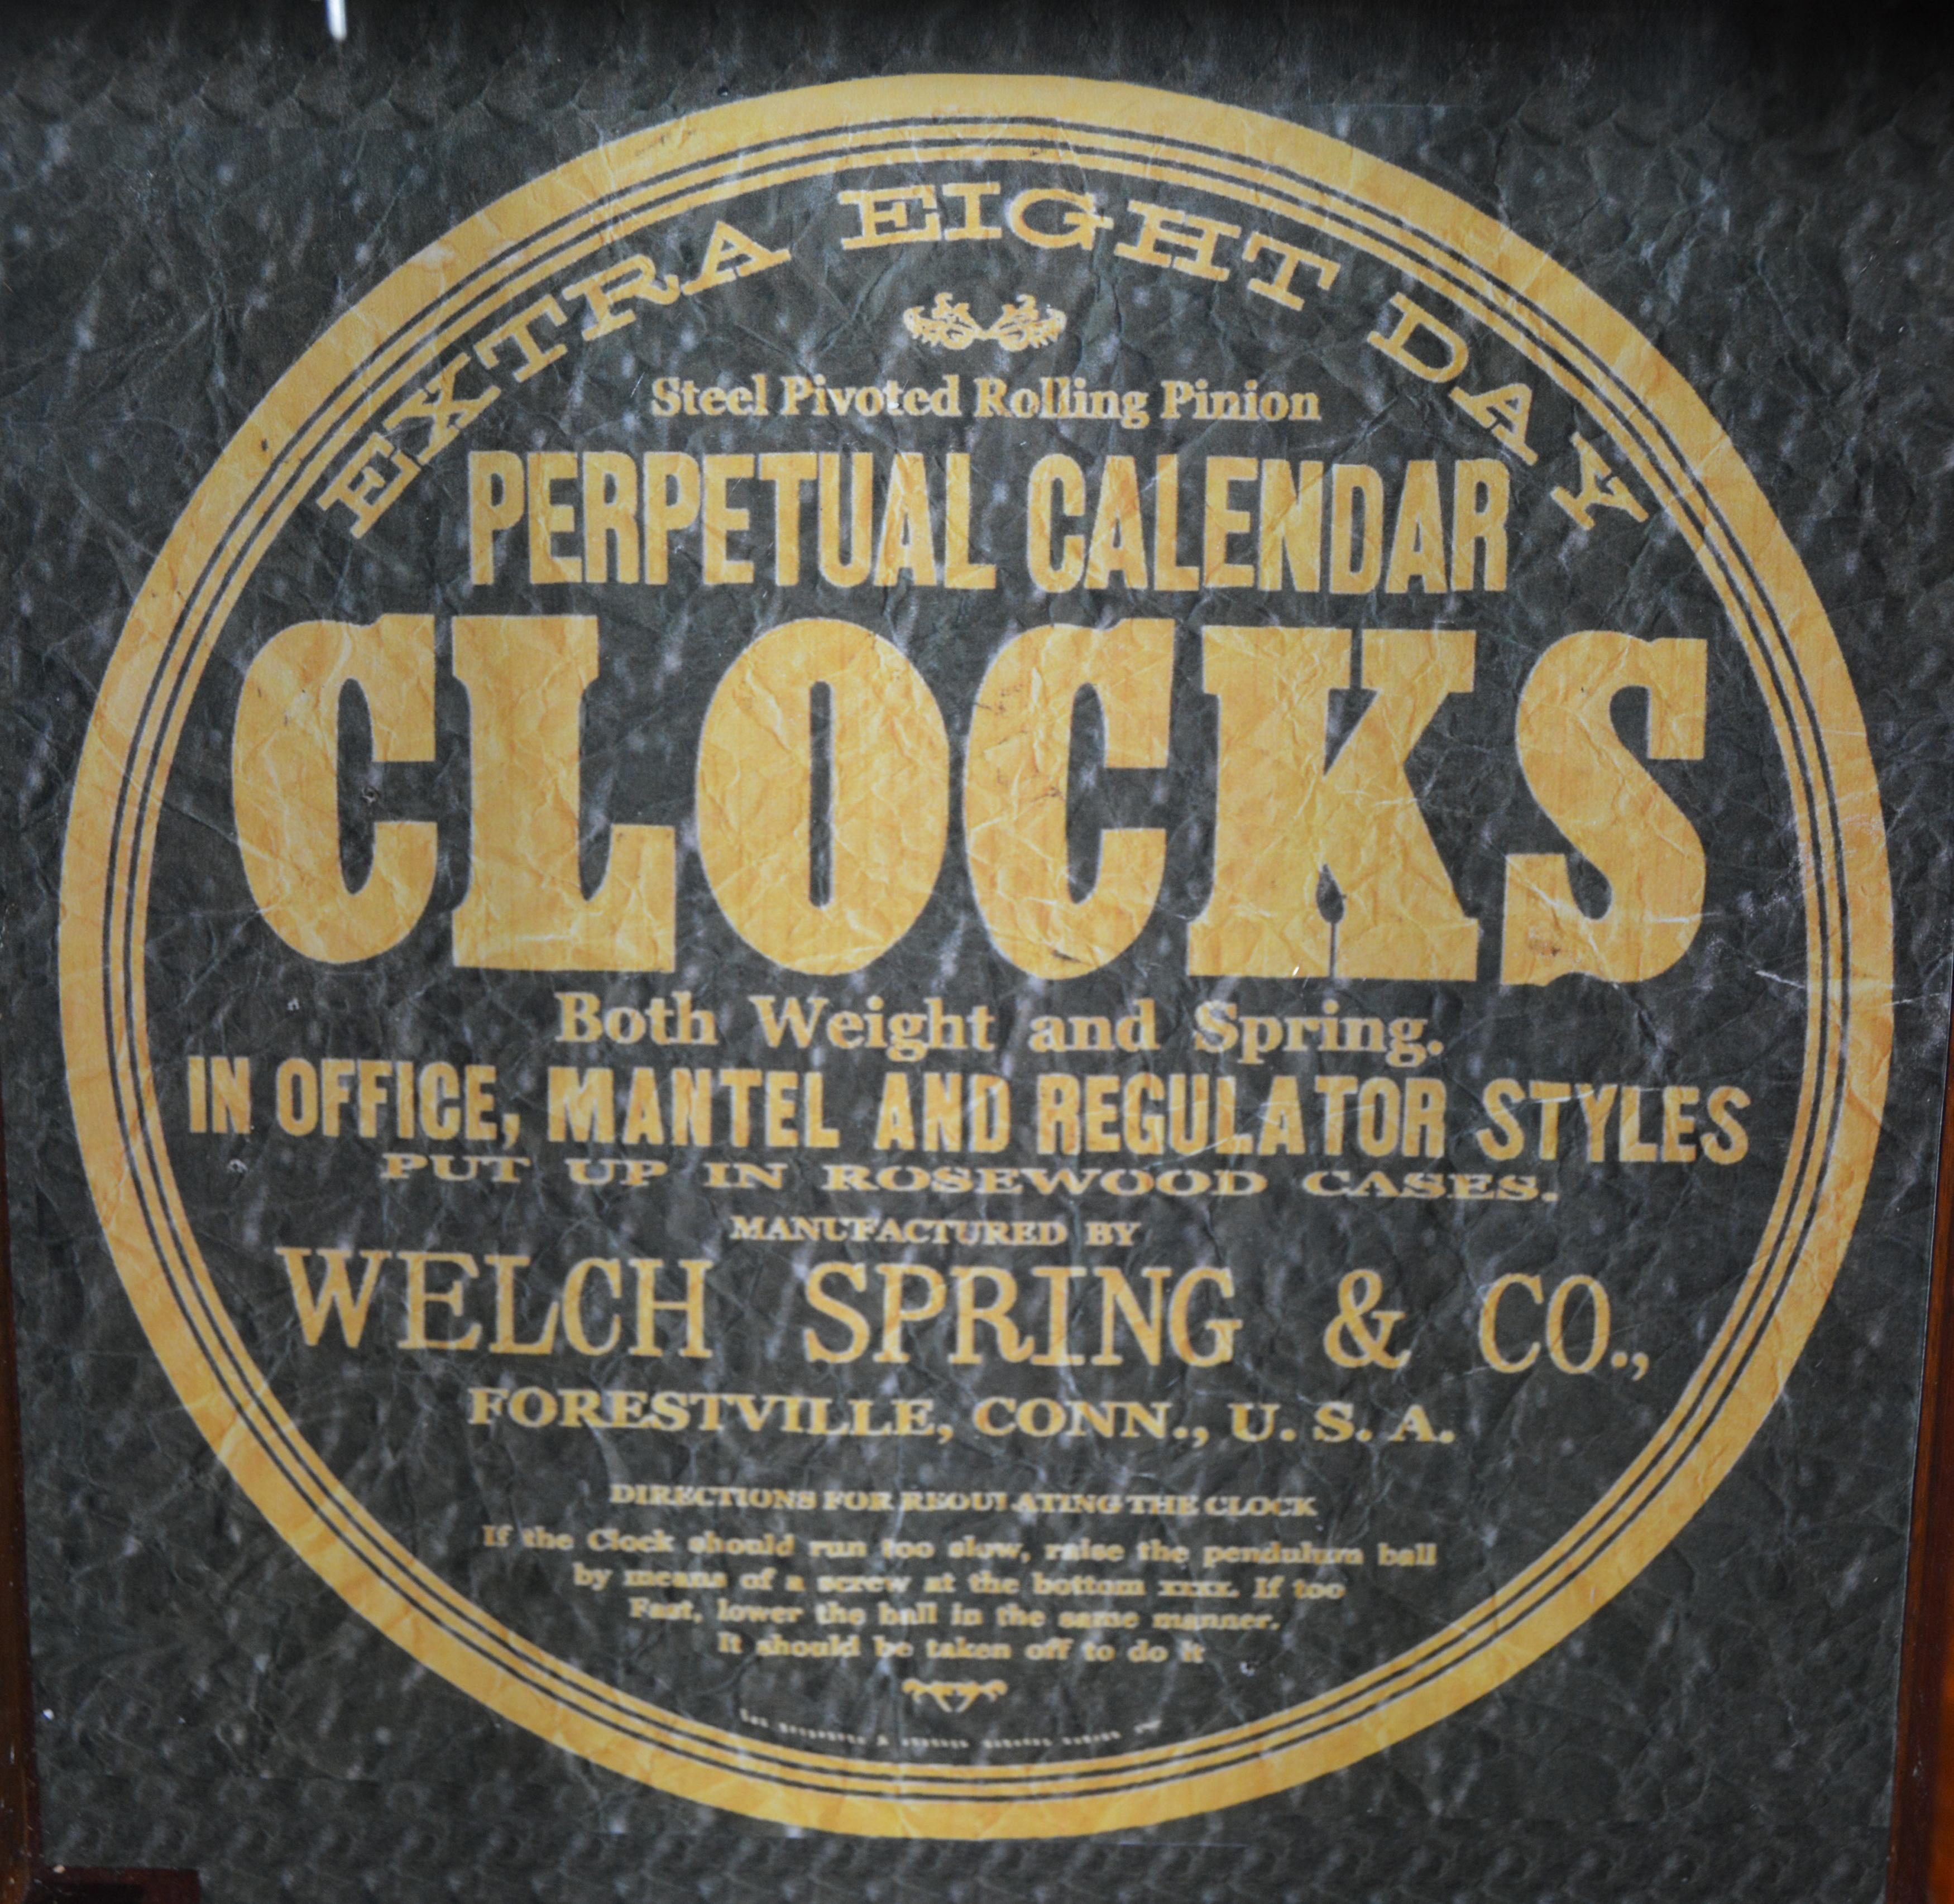 EXTRA EIGHT DAY
Steel Pivoted Rolling Pinion
PERPETUAL CALENDAR
CLOCKS
Both Weight and Spring.
IN OFFICE, MANTEL AND REGULATOR STYLES
PUT UP IN ROSEWOOD CASES.
MANUFACTURED BY
WELCH SPRING & CO.,
FORESTVILLE, CONN., U. S. A.
DIRECTIONS FOR REGULATING THE CLOCK
If the Clock should run too slow, raise the pendulum ball
by means of a screw at the bottom xxxx. If too
Fast, lower the ball in the same manner.
It should be taken off to do it